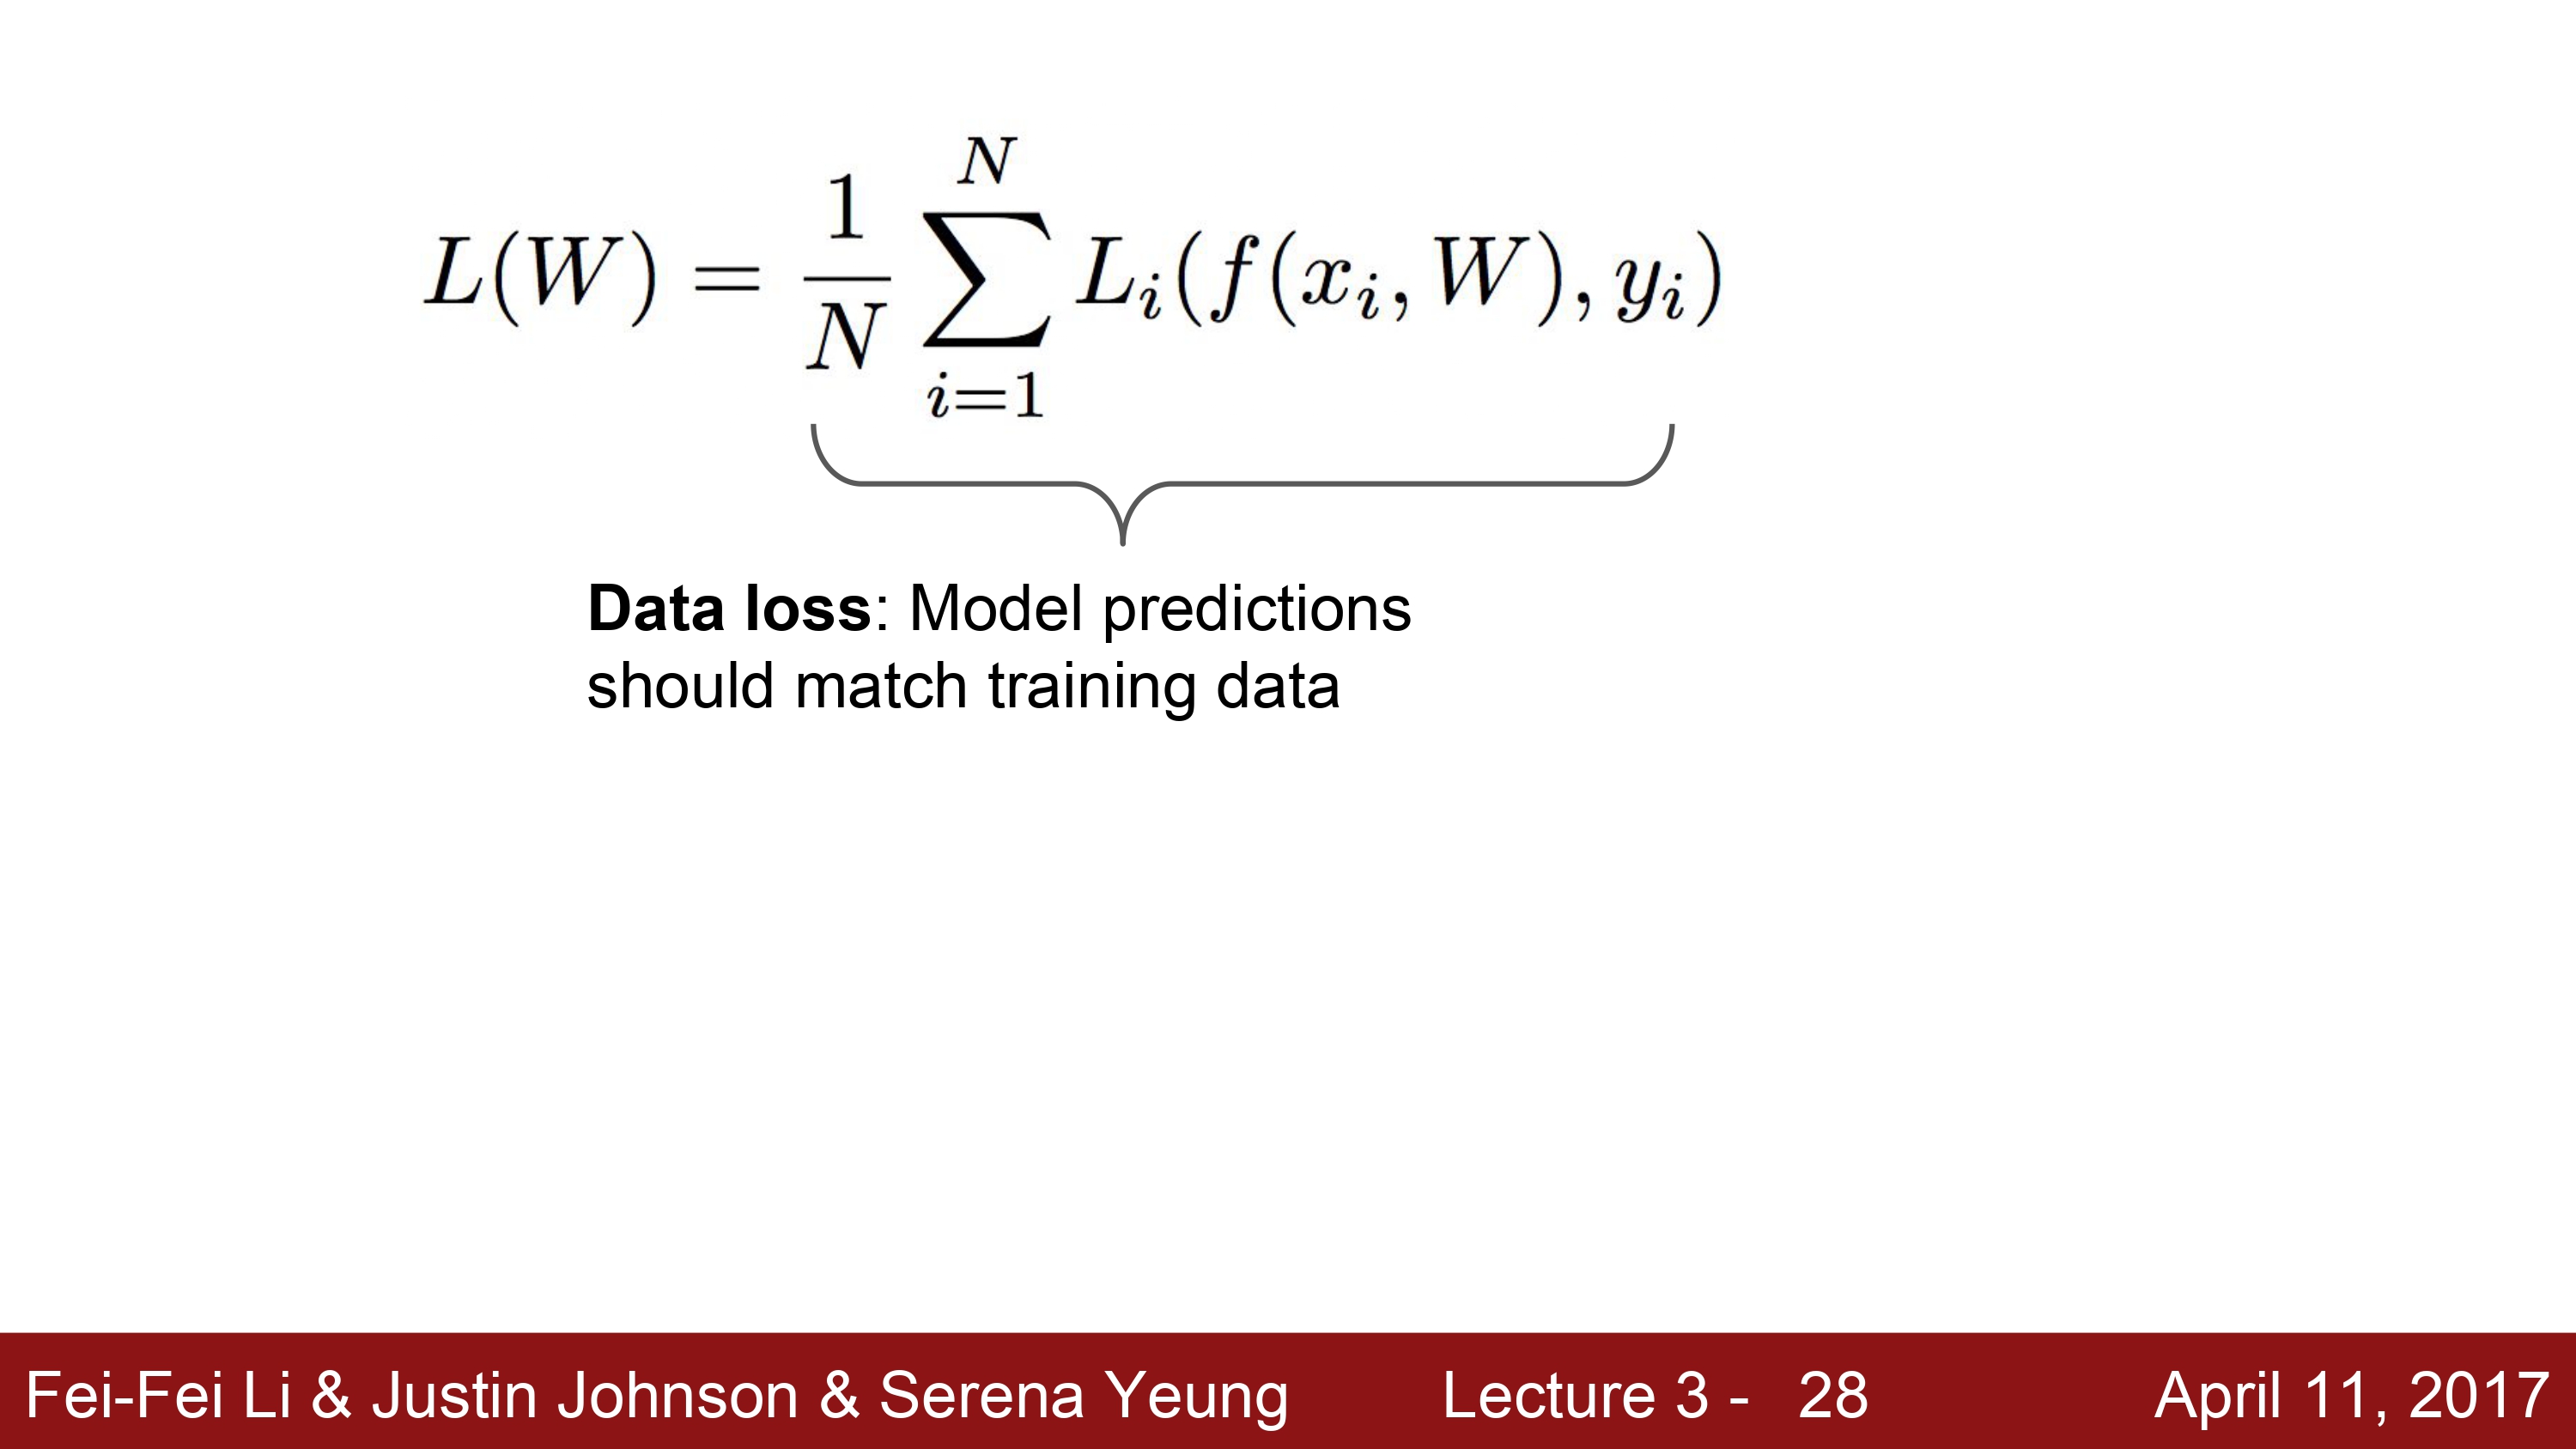 L(W) = \frac{1}{N} \sum_{i=1}^{N} L_i(f(x_i, W), y_i)
Data loss: Model predictions
should match training data
Fei-Fei Li & Justin Johnson & Serena Yeung Lecture 3 - 28 April 11, 2017